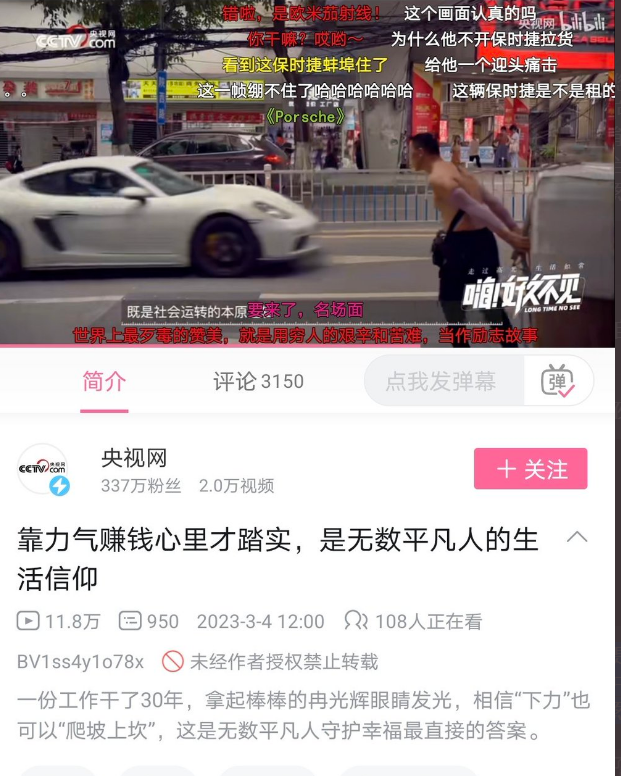 错啦，是欧米茄射线！ 这个画面认真的吗
CCTV 央视网 .com 央视网 bilibili
你干嘛？哎哟～ 为什么他不开保时捷拉货
看到这保时捷蚌埠住了 给他一个迎头痛击
。。 这一帧绷不住了哈哈哈哈哈哈 这辆保时捷是不是租的
《Porsche》
嗨!好久不见
LONG TIME NO SEE
既是社会运转的本原
要来了，名场面
世界上最歹毒的赞美，就是用穷人的艰辛和苦难，当作励志故事
简介 评论 3150 点我发弹幕 弹
CCTV 央视网 .com
央视网
337万粉丝 2.0万视频
＋ 关注
靠力气赚钱心里才踏实，是无数平凡人的生
活信仰
11.8万 950 2023-3-4 12:00 108人正在看
BV1ss4y1o78x 未经作者授权禁止转载
一份工作干了30年，拿起棒棒的冉光辉眼睛发光，相信“下力”也
可以“爬坡上坎”，这是无数平凡人守护幸福最直接的答案。